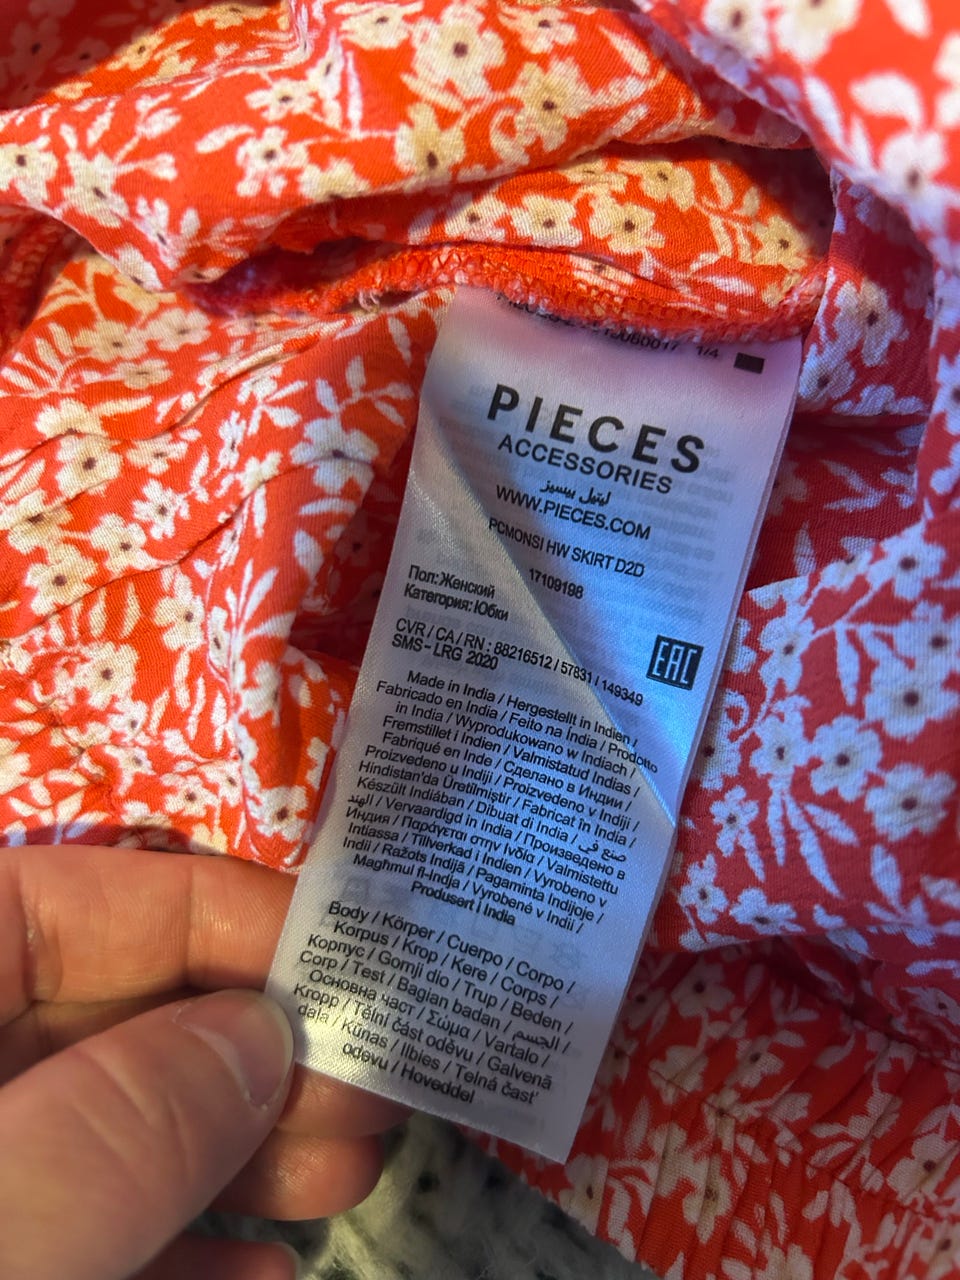 1/4
PIECES
ACCESSORIES
ليتيل بيسيز
WWW.PIECES.COM
PCMONSI HW SKIRT D2D
17109198
Пол: Женский
Категория: Юбки
CVR / CA / RN : 88216512 / 57831 / 149349
SMS - LRG 2020
EAC
Made in India / Hergestellt in Indien /
Fabricado en India / Feito na Índia / Prodotto
in India / Wyprodukowano w Indiach /
Fremstillet i Indien / Valmistatud Indias /
Fabriqué en Inde / Сделано в Индии /
Proizvedeno u Indiji / Proizvedeno v Indiji /
Hindistan'da Üretilmiştir / Fabricat în India /
Készült Indiában / Dibuat di India / صنع في
الهند / Vervaardigd in India / Произведено в
Индия / Παράγεται στην Ινδία / Valmistettu
Intiassa / Tillverkad i Indien / Vyrobeno v
Indii / Ražots Indijā / Pagaminta Indijoje /
Magħmul fl-Indja / Vyrobené v Indii /
Produsert i India
Body / Körper / Cuerpo / Corpo /
Korpus / Krop / Kere / Corps /
Корпус / Gornji dio / Trup / Beden /
Corp / Test / Bagian badan / الجسم /
Основна част / Σώμα / Vartalo /
Kropp / Tělní část oděvu / Galvenā
daļa / Kūnas / Ilbies / Telná časť
odevu / Hoveddel